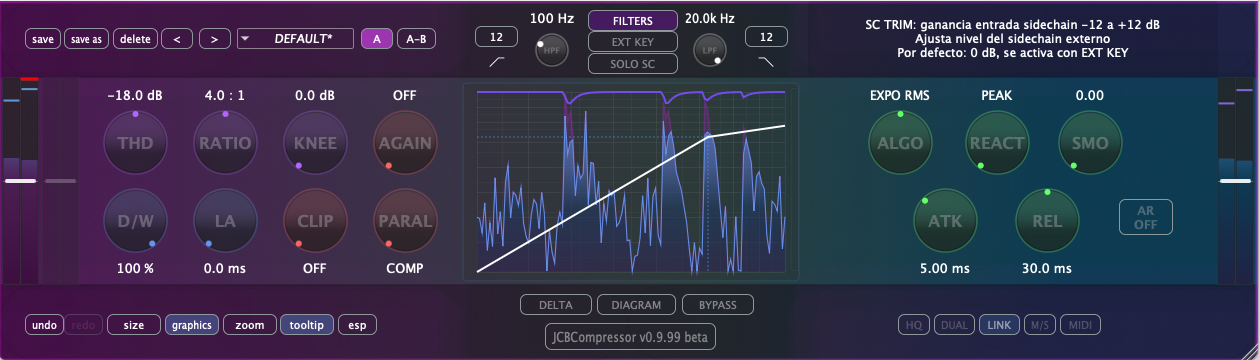 save save as delete < > DEFAULT* A A-B
12 100 Hz HPF FILTERS EXT KEY SOLO SC 20.0k Hz LPF 12
SC TRIM: ganancia entrada sidechain -12 a +12 dB
Ajusta nivel del sidechain externo
Por defecto: 0 dB, se activa con EXT KEY
-18.0 dB 4.0 : 1 0.0 dB OFF
THD RATIO KNEE AGAIN
D/W LA CLIP PARAL
100 % 0.0 ms OFF COMP
EXPO RMS PEAK 0.00
ALGO REACT SMO
ATK REL AR OFF
5.00 ms 30.0 ms
DELTA DIAGRAM BYPASS
undo redo size graphics zoom tooltip esp
JCBCompressor v0.9.99 beta
HQ DUAL LINK M/S MIDI